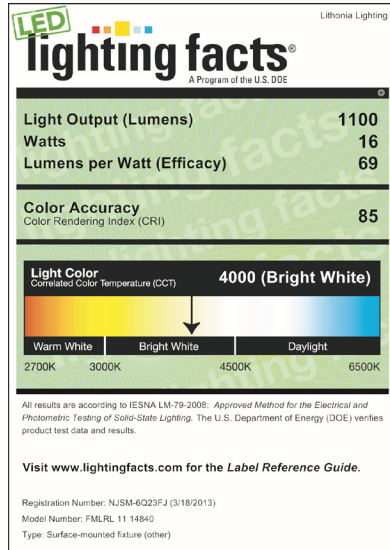 Lithonia Lighting
LED
lighting facts®
A Program of the U.S. DOE
Light Output (Lumens) 1100
Watts 16
Lumens per Watt (Efficacy) 69
Color Accuracy
Color Rendering Index (CRI) 85
Light Color
Correlated Color Temperature (CCT) 4000 (Bright White)
Warm White Bright White Daylight
2700K 3000K 4500K 6500K
All results are according to IESNA LM-79-2008: Approved Method for the Electrical and
Photometric Testing of Solid-State Lighting. The U.S. Department of Energy (DOE) verifies
product test data and results.
Visit www.lightingfacts.com for the Label Reference Guide.
Registration Number: NJSM-6Q23FJ (3/18/2013)
Model Number: FMLRL 11 14840
Type: Surface-mounted fixture (other)